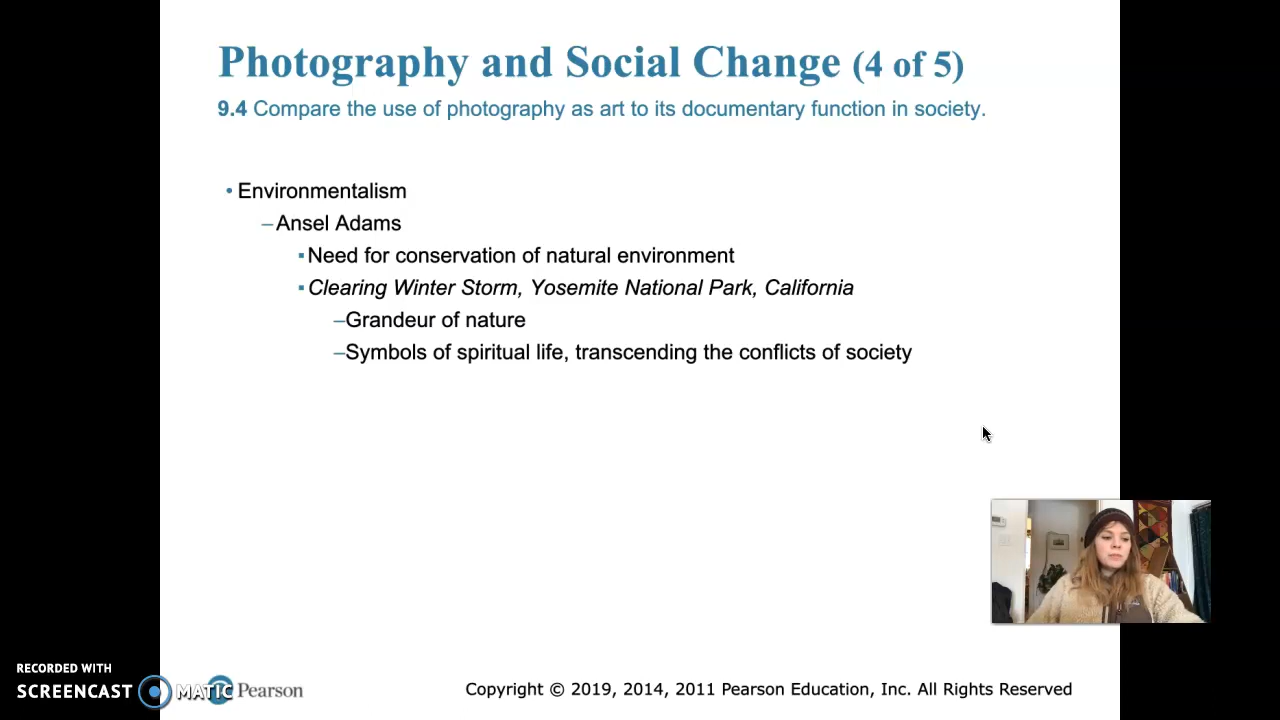 Photography and Social Change (4 of 5)
9.4 Compare the use of photography as art to its documentary function in society.
• Environmentalism
–Ansel Adams
▪Need for conservation of natural environment
▪Clearing Winter Storm, Yosemite National Park, California
–Grandeur of nature
–Symbols of spiritual life, transcending the conflicts of society
RECORDED WITH
SCREENCAST MATIC
Pearson
Copyright © 2019, 2014, 2011 Pearson Education, Inc. All Rights Reserved